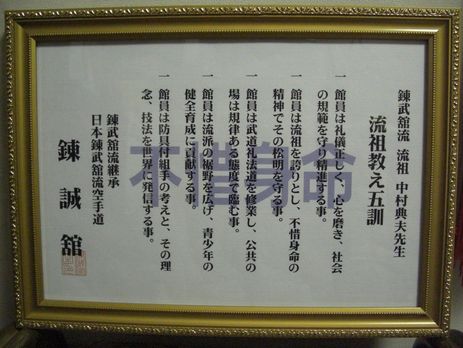 錬武舘流 流祖 中村典夫先生
流祖教え五訓
一 館員は礼儀正しく、心を磨き、社会
の規範を守り精進する事。
一 館員は流祖を誇りとし、不惜身命の
精神でその松明を守る事。
一 館員は武道礼法道を修業し、公共の
場は規律ある態度で臨む事。
一 館員は流派の裾野を広げ、青少年の
健全育成に貢献する事。
一 館員は防具付組手の考えと、その理
念、技法を世界に発信する事。
錬武舘流継承
日本錬武舘流空手道
錬誠舘
不惜身命